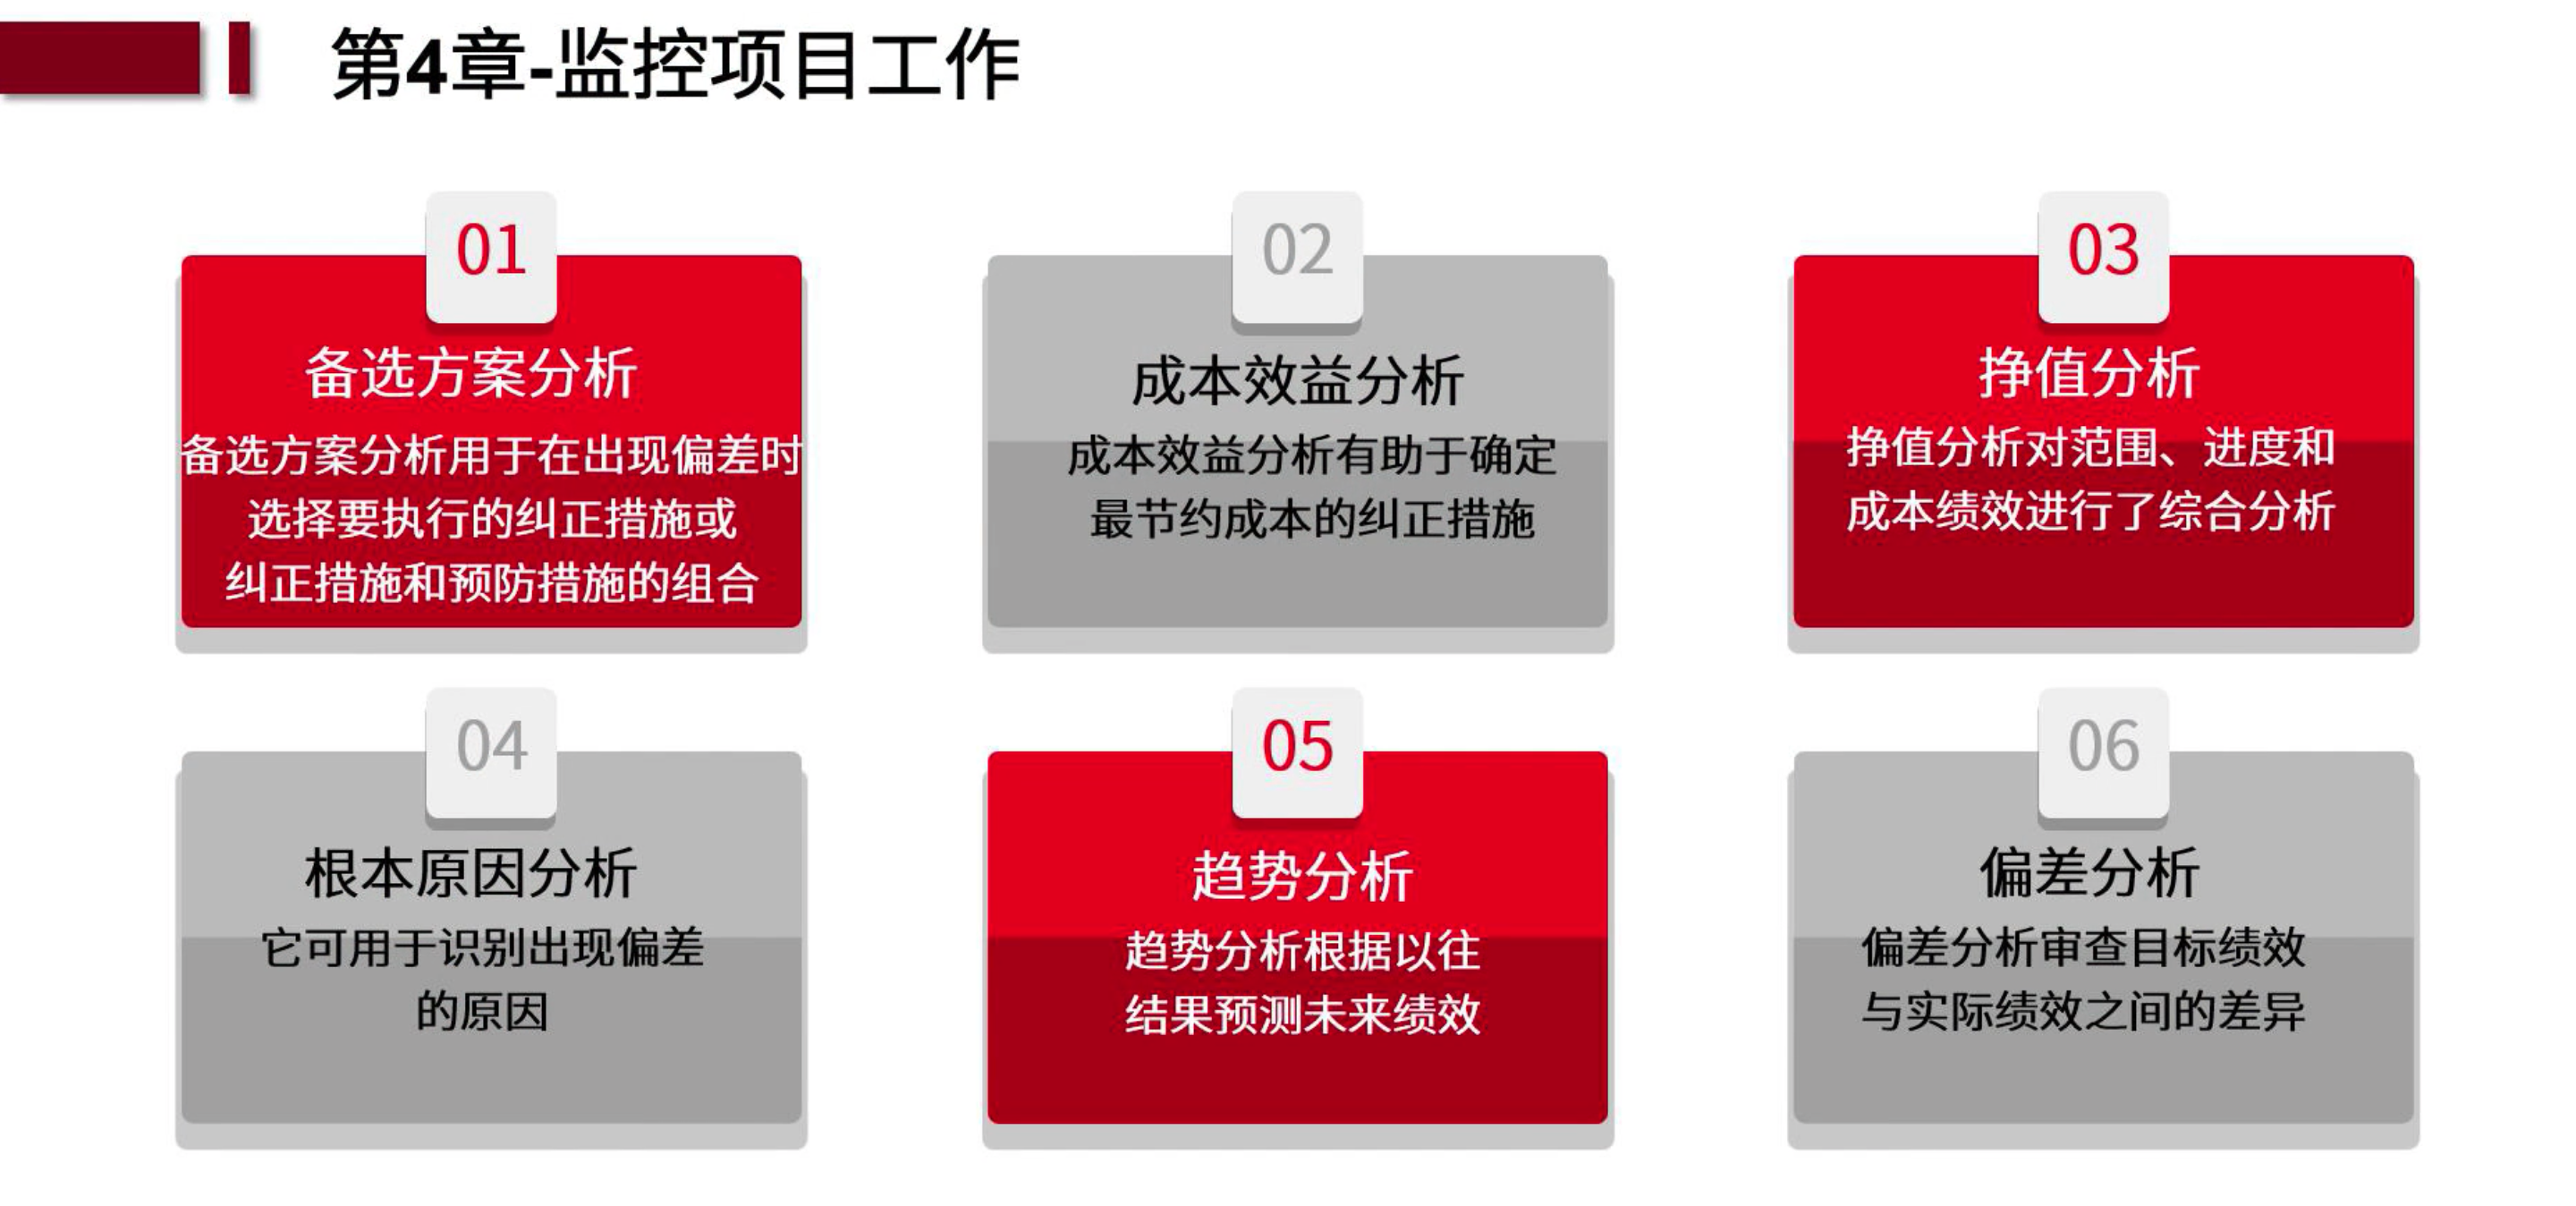 第4章-监控项目工作
01
备选方案分析
备选方案分析用于在出现偏差时
选择要执行的纠正措施或
纠正措施和预防措施的组合
02
成本效益分析
成本效益分析有助于确定
最节约成本的纠正措施
03
挣值分析
挣值分析对范围、进度和
成本绩效进行了综合分析
04
根本原因分析
它可用于识别出现偏差
的原因
05
趋势分析
趋势分析根据以往
结果预测未来绩效
06
偏差分析
偏差分析审查目标绩效
与实际绩效之间的差异